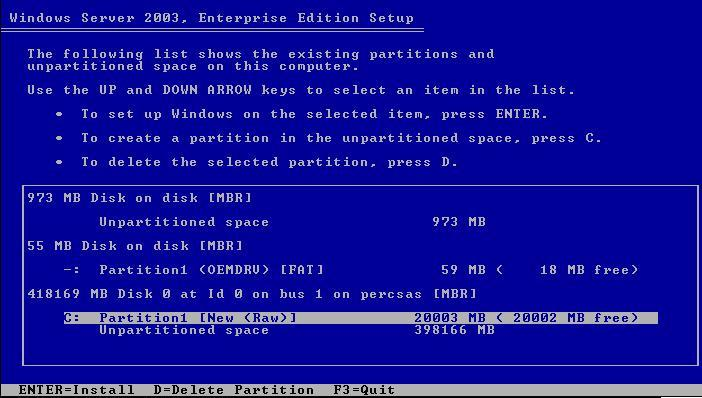 Windows Server 2003, Enterprise Edition Setup
The following list shows the existing partitions and
unpartitioned space on this computer.
Use the UP and DOWN ARROW keys to select an item in the list.
• To set up Windows on the selected item, press ENTER.
• To create a partition in the unpartitioned space, press C.
• To delete the selected partition, press D.
973 MB Disk on disk [MBR]
Unpartitioned space 973 MB
55 MB Disk on disk [MBR]
-: Partition1 (OEMDRV) [FAT] 59 MB ( 18 MB free)
418169 MB Disk 0 at Id 0 on bus 1 on percsas [MBR]
C: Partition1 [New (Raw)] 20003 MB ( 20002 MB free)
Unpartitioned space 398166 MB
ENTER=Install D=Delete Partition F3=Quit